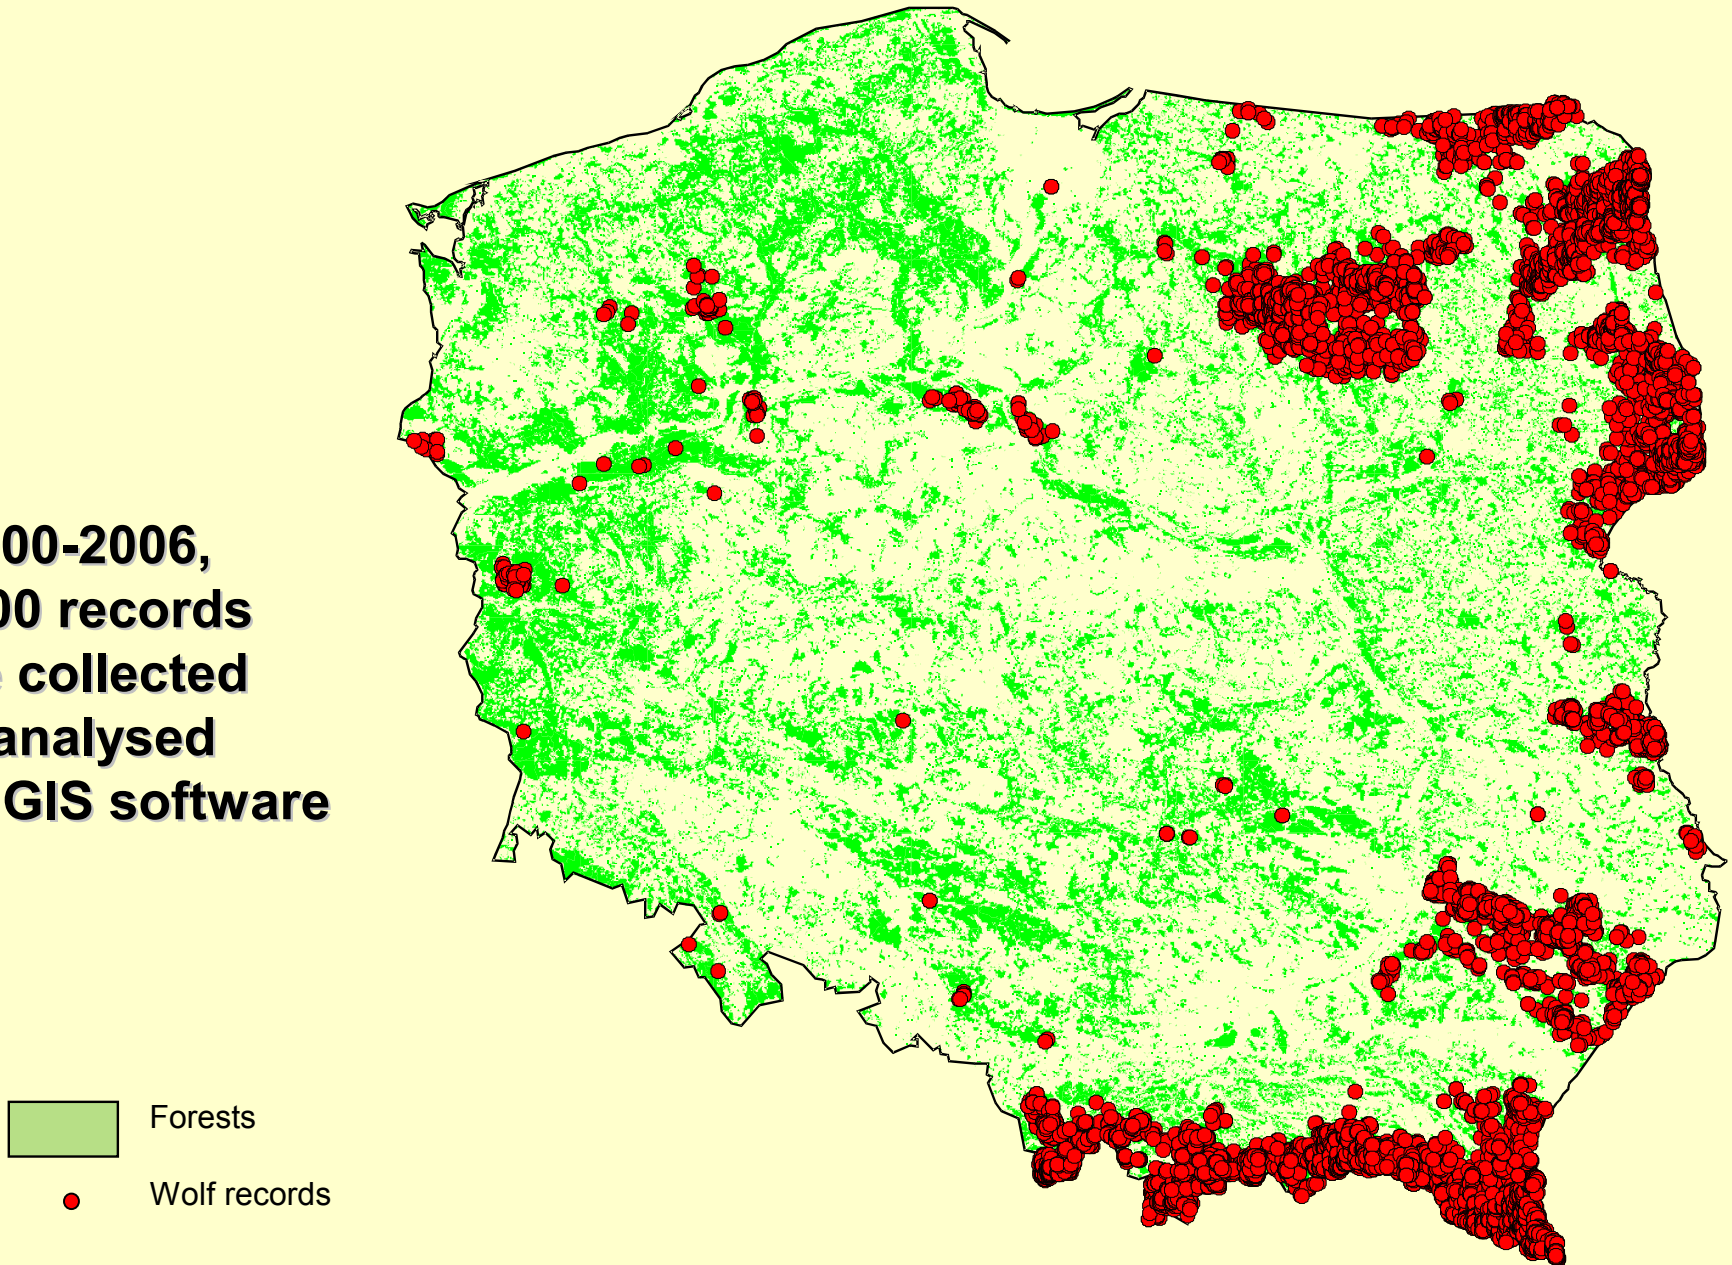 00-2006,
00 records
collected
analysed
GIS software
Forests
Wolf records